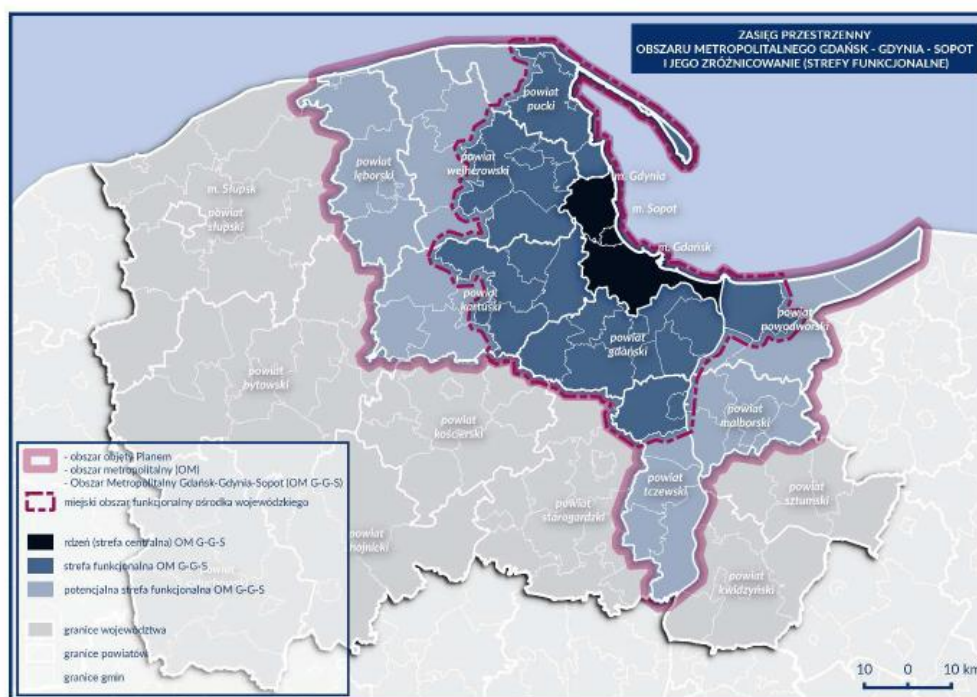 ZASIĘG PRZESTRZENNY
OBSZARU METROPOLITALNEGO GDAŃSK - GDYNIA - SOPOT
I JEGO ZRÓŻNICOWANIE (STREFY FUNKCJONALNE)
powiat
pucki
powiat
lęborski
powiat
wejherowski
m. Gdynia
m. Słupsk
m. Sopot
powiat
słupski
m. Gdańsk
powiat
kartuski
powiat
nowodworski
powiat
gdański
powiat
bytowski
powiat
kościerski
powiat
malborski
powiat
tczewski
powiat
sztumski
powiat
starogardzki
powiat
chojnicki
powiat
kwidzyński
- obszar objęty Planem
- obszar metropolitalny (OM)
- Obszar Metropolitalny Gdańsk-Gdynia-Sopot (OM G-G-S)
miejski obszar funkcjonalny ośrodka wojewódzkiego
rdzeń (strefa centralna) OM G-G-S
strefa funkcjonalna OM G-G-S
potencjalna strefa funkcjonalna OM G-G-S
granice województwa
granice powiatów
granice gmin
10 0 10 km